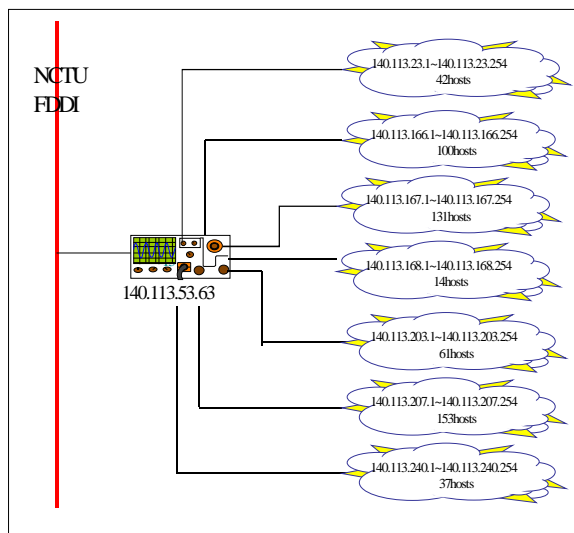 NCTU
FDDI
140.113.23.1~140.113.23.254
42hosts
140.113.166.1~140.113.166.254
100hosts
140.113.167.1~140.113.167.254
131hosts
140.113.168.1~140.113.168.254
14hosts
140.113.53.63
140.113.203.1~140.113.203.254
61hosts
140.113.207.1~140.113.207.254
153hosts
140.113.240.1~140.113.240.254
37hosts